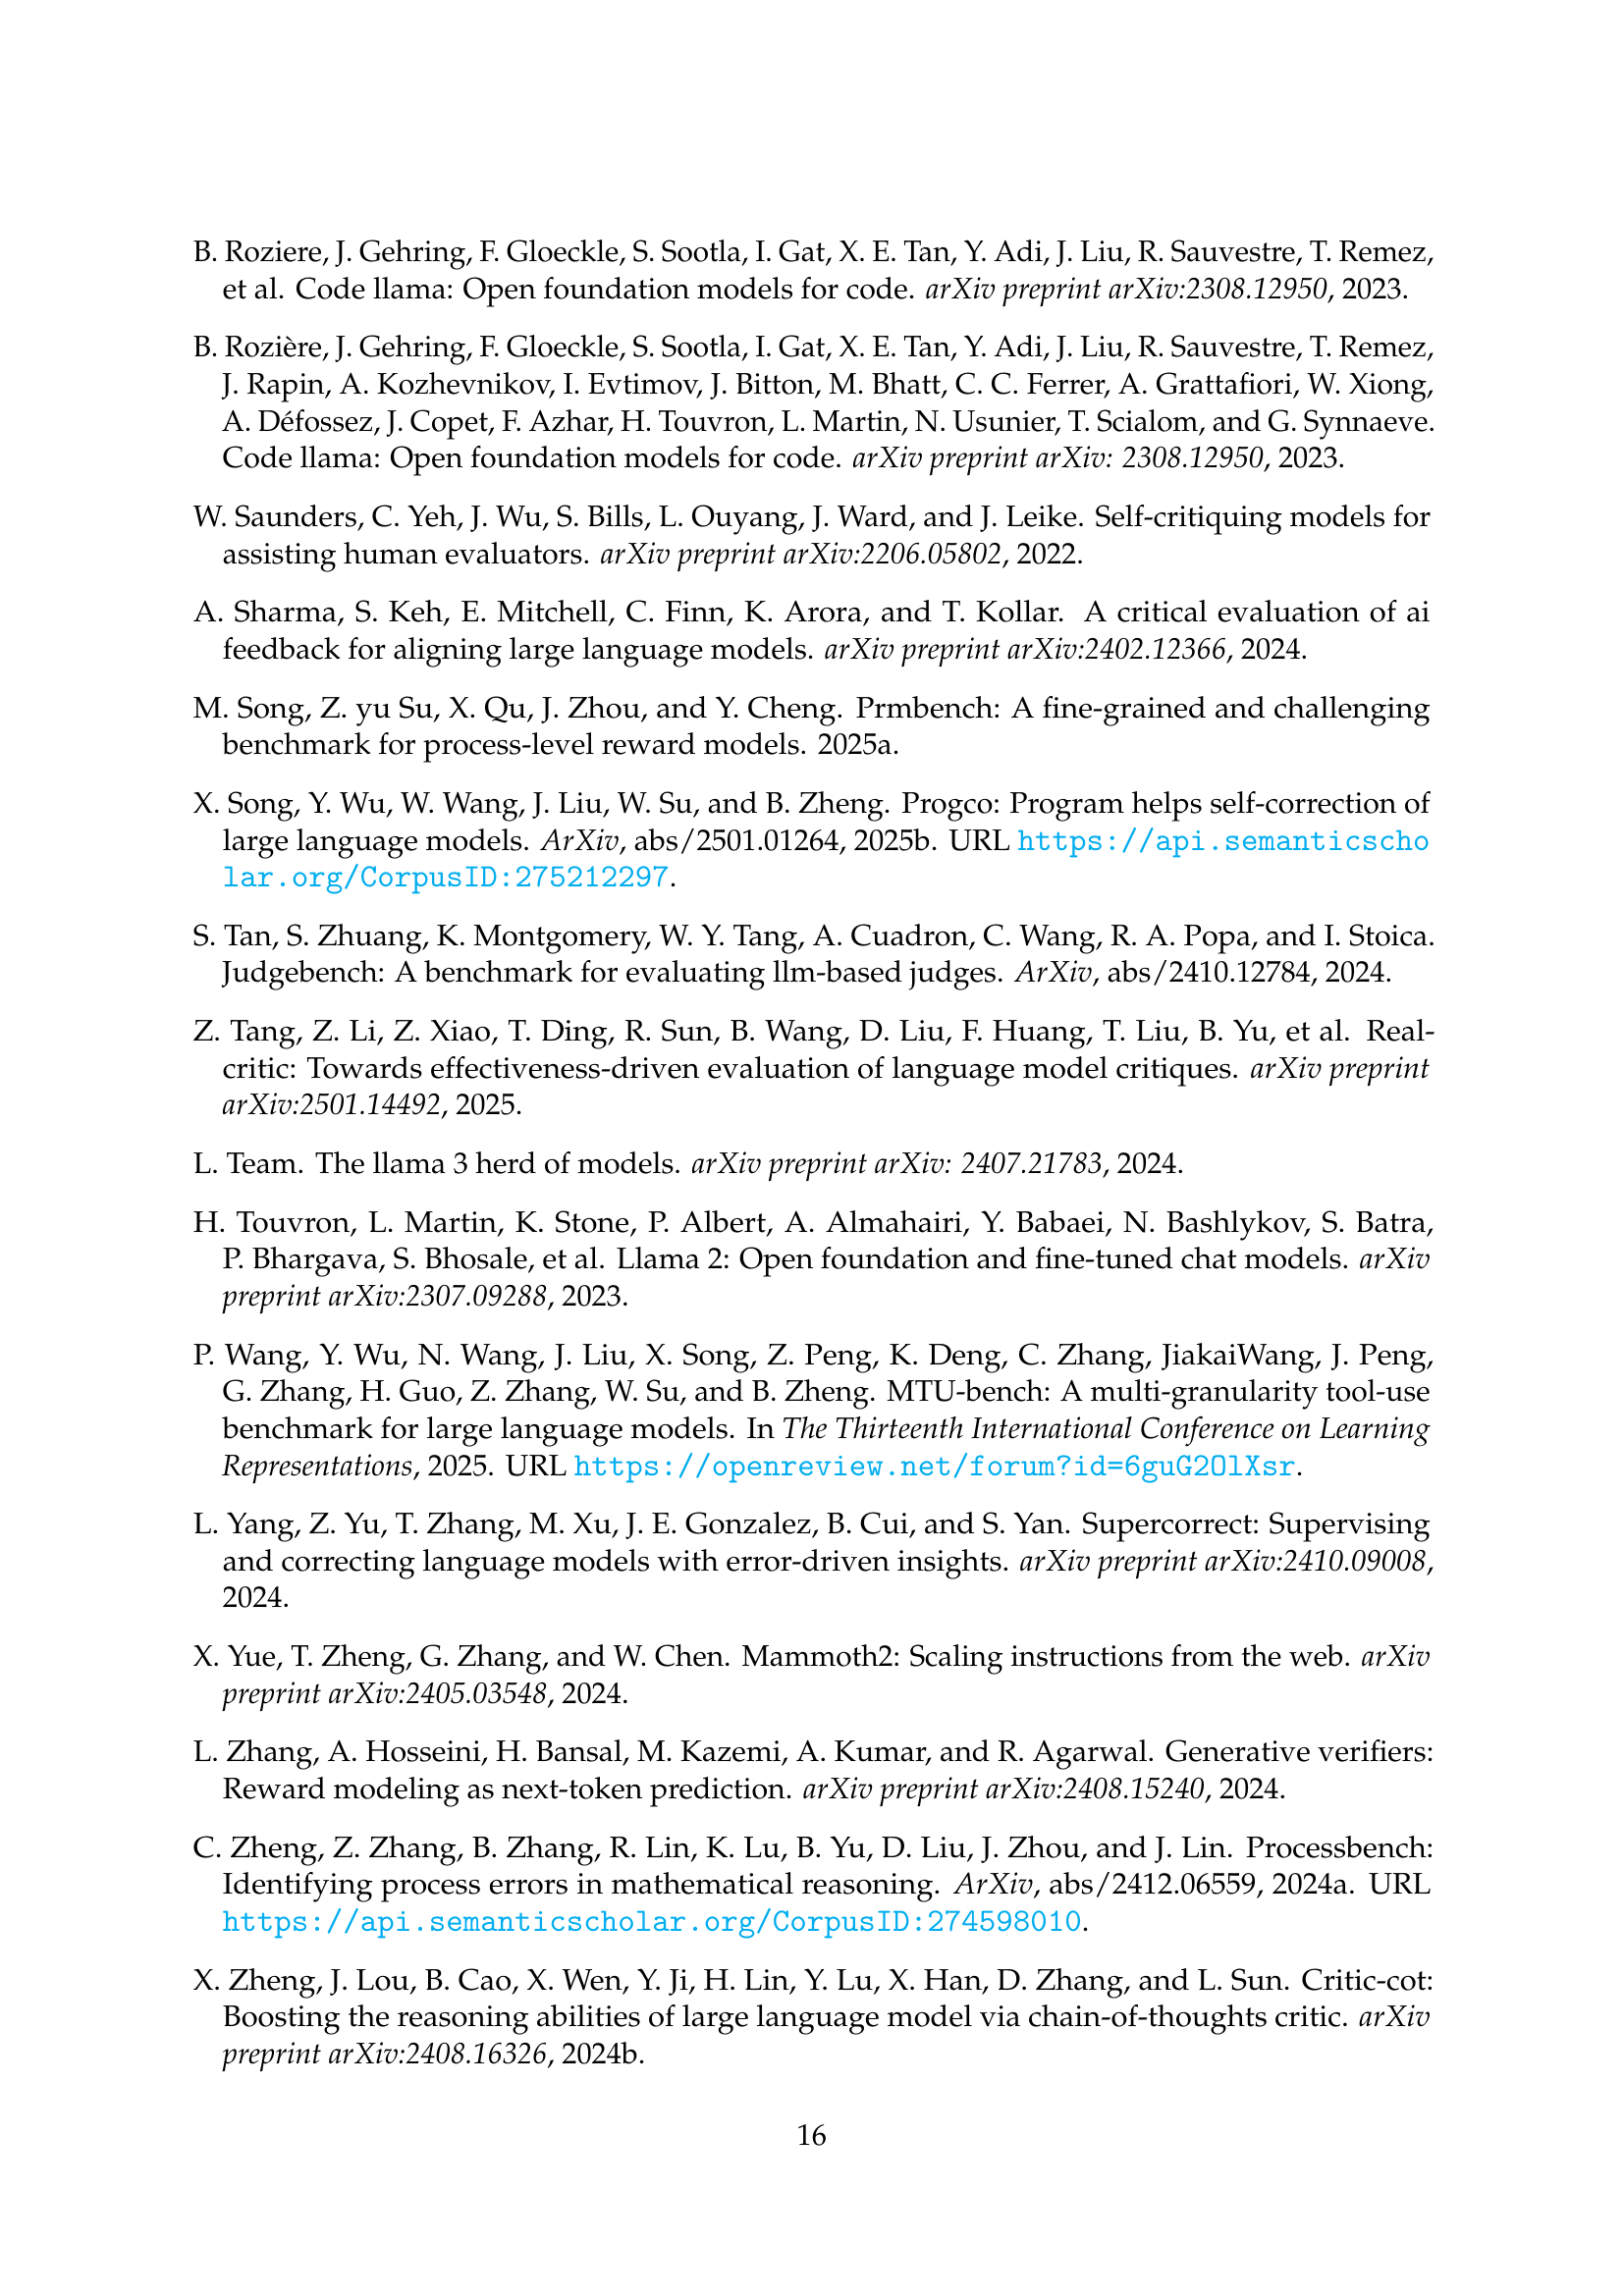 B. Roziere, J. Gehring, F. Gloeckle, S. Sootla, I. Gat, X. E. Tan, Y. Adi, J. Liu, R. Sauvestre, T. Remez,
et al. Code llama: Open foundation models for code. arXiv preprint arXiv:2308.12950, 2023.
B. Rozière, J. Gehring, F. Gloeckle, S. Sootla, I. Gat, X. E. Tan, Y. Adi, J. Liu, R. Sauvestre, T. Remez,
J. Rapin, A. Kozhevnikov, I. Evtimov, J. Bitton, M. Bhatt, C. C. Ferrer, A. Grattafiori, W. Xiong,
A. Défossez, J. Copet, F. Azhar, H. Touvron, L. Martin, N. Usunier, T. Scialom, and G. Synnaeve.
Code llama: Open foundation models for code. arXiv preprint arXiv: 2308.12950, 2023.
W. Saunders, C. Yeh, J. Wu, S. Bills, L. Ouyang, J. Ward, and J. Leike. Self-critiquing models for
assisting human evaluators. arXiv preprint arXiv:2206.05802, 2022.
A. Sharma, S. Keh, E. Mitchell, C. Finn, K. Arora, and T. Kollar. A critical evaluation of ai
feedback for aligning large language models. arXiv preprint arXiv:2402.12366, 2024.
M. Song, Z. yu Su, X. Qu, J. Zhou, and Y. Cheng. Prmbench: A fine-grained and challenging
benchmark for process-level reward models. 2025a.
X. Song, Y. Wu, W. Wang, J. Liu, W. Su, and B. Zheng. Progco: Program helps self-correction of
large language models. ArXiv, abs/2501.01264, 2025b. URL https://api.semanticscho
lar.org/CorpusID:275212297.
S. Tan, S. Zhuang, K. Montgomery, W. Y. Tang, A. Cuadron, C. Wang, R. A. Popa, and I. Stoica.
Judgebench: A benchmark for evaluating llm-based judges. ArXiv, abs/2410.12784, 2024.
Z. Tang, Z. Li, Z. Xiao, T. Ding, R. Sun, B. Wang, D. Liu, F. Huang, T. Liu, B. Yu, et al. Real-
critic: Towards effectiveness-driven evaluation of language model critiques. arXiv preprint
arXiv:2501.14492, 2025.
L. Team. The llama 3 herd of models. arXiv preprint arXiv: 2407.21783, 2024.
H. Touvron, L. Martin, K. Stone, P. Albert, A. Almahairi, Y. Babaei, N. Bashlykov, S. Batra,
P. Bhargava, S. Bhosale, et al. Llama 2: Open foundation and fine-tuned chat models. arXiv
preprint arXiv:2307.09288, 2023.
P. Wang, Y. Wu, N. Wang, J. Liu, X. Song, Z. Peng, K. Deng, C. Zhang, JiakaiWang, J. Peng,
G. Zhang, H. Guo, Z. Zhang, W. Su, and B. Zheng. MTU-bench: A multi-granularity tool-use
benchmark for large language models. In The Thirteenth International Conference on Learning
Representations, 2025. URL https://openreview.net/forum?id=6guG2OlXsr.
L. Yang, Z. Yu, T. Zhang, M. Xu, J. E. Gonzalez, B. Cui, and S. Yan. Supercorrect: Supervising
and correcting language models with error-driven insights. arXiv preprint arXiv:2410.09008,
2024.
X. Yue, T. Zheng, G. Zhang, and W. Chen. Mammoth2: Scaling instructions from the web. arXiv
preprint arXiv:2405.03548, 2024.
L. Zhang, A. Hosseini, H. Bansal, M. Kazemi, A. Kumar, and R. Agarwal. Generative verifiers:
Reward modeling as next-token prediction. arXiv preprint arXiv:2408.15240, 2024.
C. Zheng, Z. Zhang, B. Zhang, R. Lin, K. Lu, B. Yu, D. Liu, J. Zhou, and J. Lin. Processbench:
Identifying process errors in mathematical reasoning. ArXiv, abs/2412.06559, 2024a. URL
https://api.semanticscholar.org/CorpusID:274598010.
X. Zheng, J. Lou, B. Cao, X. Wen, Y. Ji, H. Lin, Y. Lu, X. Han, D. Zhang, and L. Sun. Critic-cot:
Boosting the reasoning abilities of large language model via chain-of-thoughts critic. arXiv
preprint arXiv:2408.16326, 2024b.
16